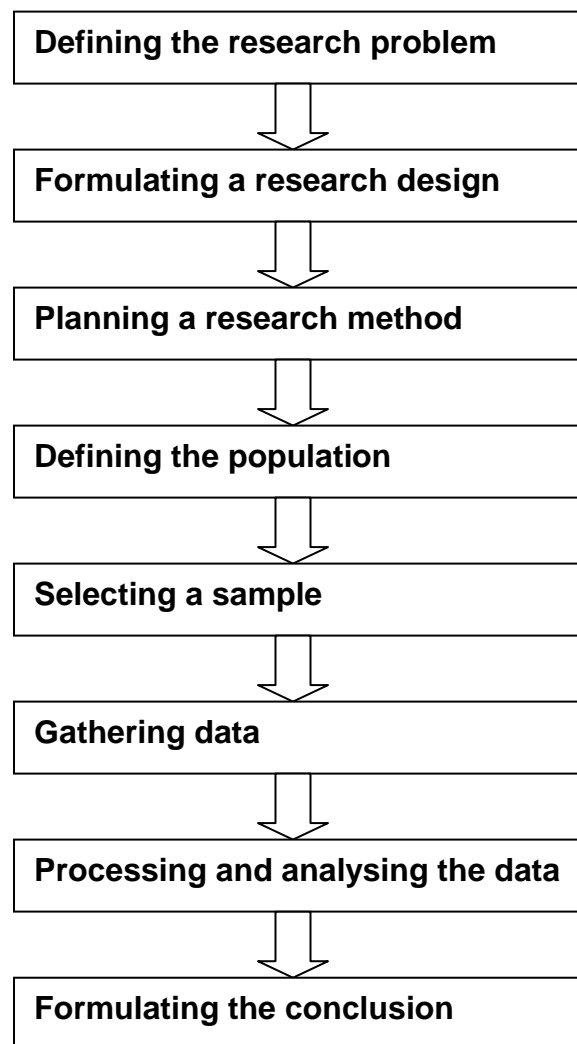 Defining the research problem
Formulating a research design
Planning a research method
Defining the population
Selecting a sample
Gathering data
Processing and analysing the data
Formulating the conclusion